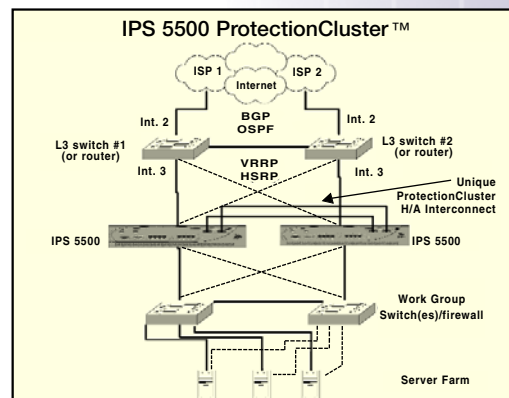 IPS 5500 ProtectionCluster™
ISP 1
ISP 2
Internet
Int. 2
BGP
OSPF
Int. 2
L3 switch #1
(or router)
L3 switch #2
(or router)
Int. 3
VRRP
HSRP
Int. 3
Unique
ProtectionCluster
H/A Interconnect
IPS 5500
IPS 5500
Work Group
Switch(es)/firewall
Server Farm